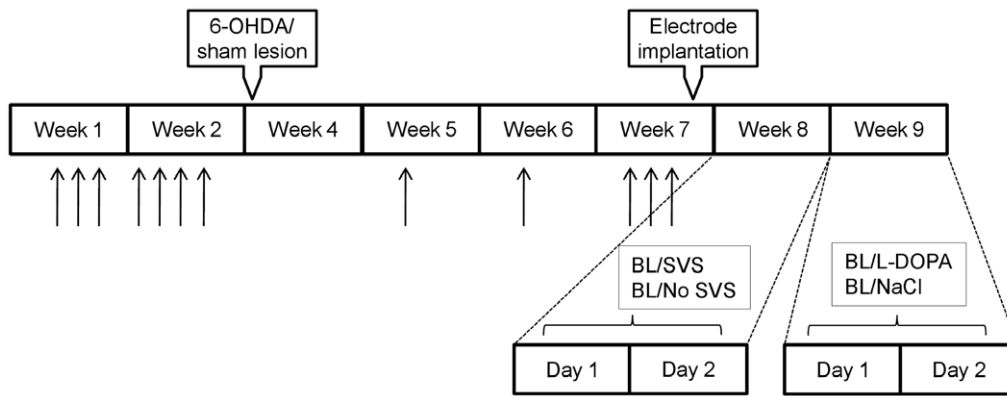 6-OHDA/
sham lesion
Electrode
implantation
Week 1
Week 2
Week 4
Week 5
Week 6
Week 7
Week 8
Week 9
BL/SVS
BL/No SVS
BL/L-DOPA
BL/NaCl
Day 1
Day 2
Day 1
Day 2